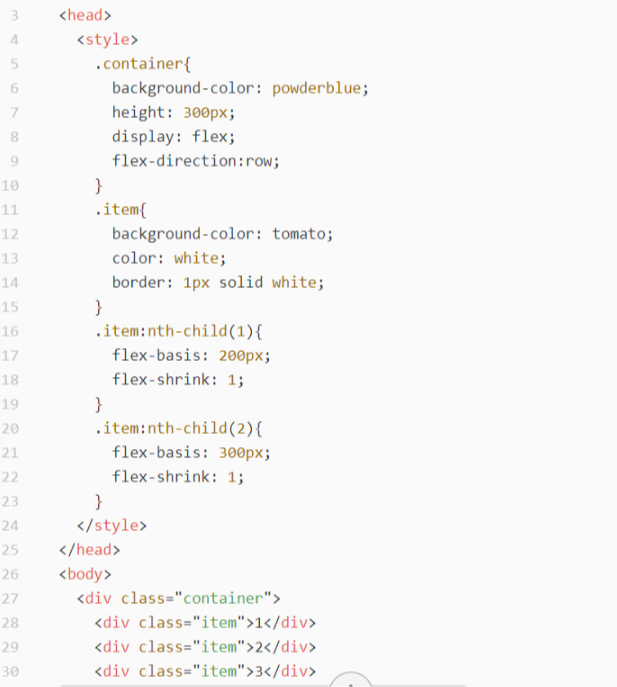 3 <head>
4 <style>
5 .container{
6 background-color: powderblue;
7 height: 300px;
8 display: flex;
9 flex-direction:row;
10 }
11 .item{
12 background-color: tomato;
13 color: white;
14 border: 1px solid white;
15 }
16 .item:nth-child(1){
17 flex-basis: 200px;
18 flex-shrink: 1;
19 }
20 .item:nth-child(2){
21 flex-basis: 300px;
22 flex-shrink: 1;
23 }
24 </style>
25 </head>
26 <body>
27 <div class="container">
28 <div class="item">1</div>
29 <div class="item">2</div>
30 <div class="item">3</div>